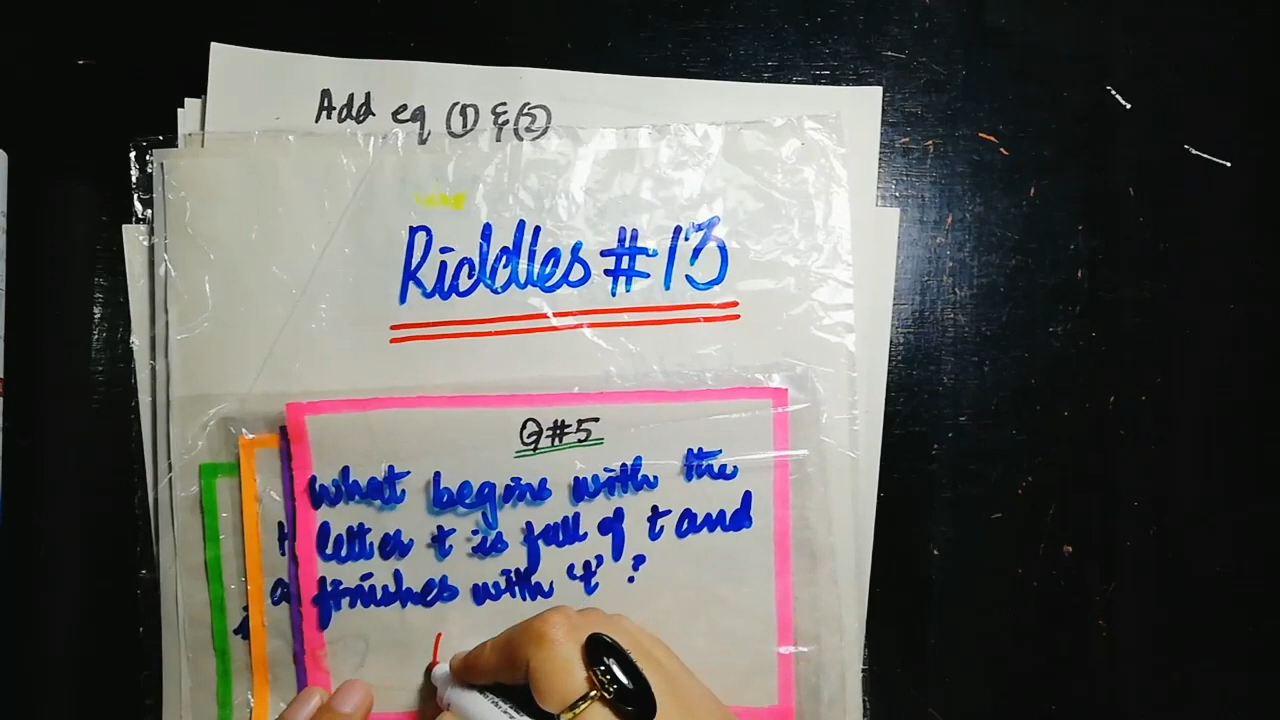 Add eq (1) & (2)
Riddles #13
Q#5
What begins with the
letter t is full of t and
finishes with 't' ?